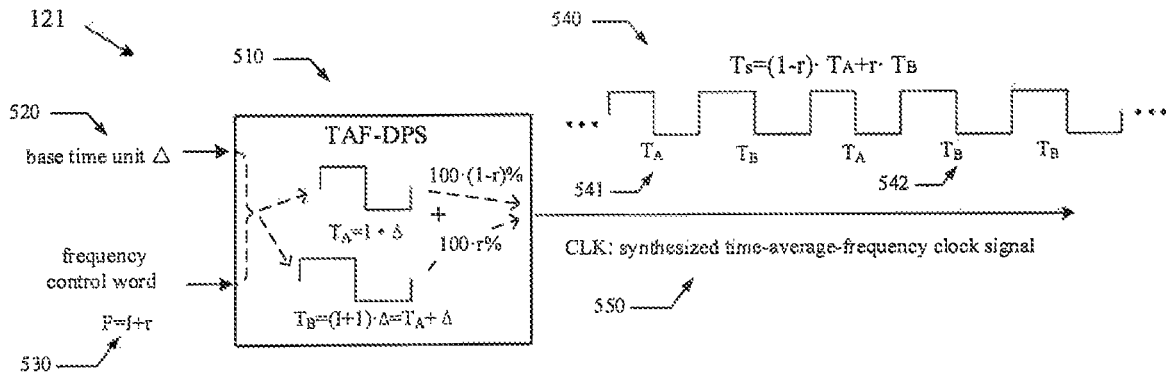 121
540
510
Ts=(1-r)· TA+r· TB
520
TAF-DPS
base time unit Δ
100·(1-r)%
TA TB TA TB TB
541
542
+
TA=I · Δ
100·r%
frequency
control word
CLK: synthesized time-average-frequency clock signal
TB=(I+1)·Δ=TA+ Δ
550
F=I+r
530